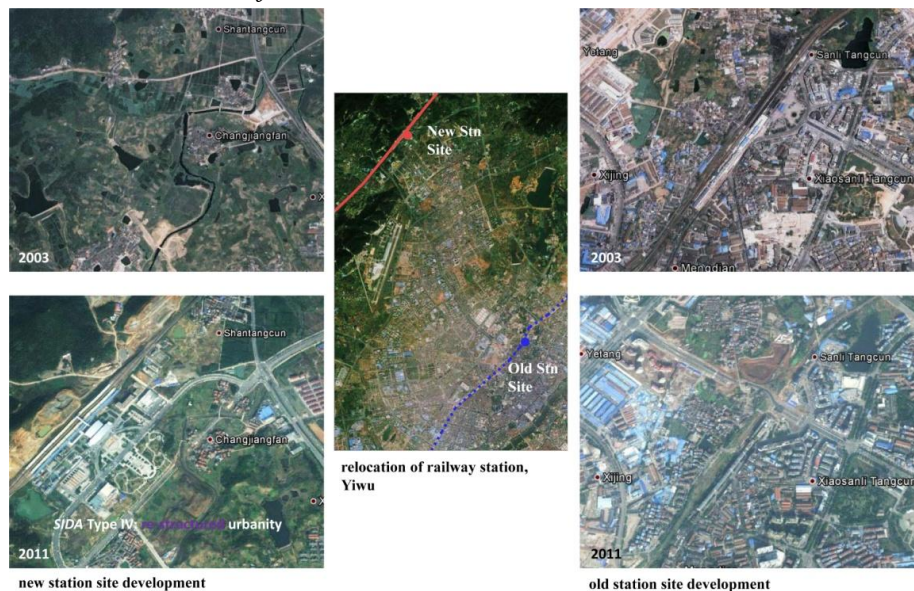 Shantangcun
Changjiangfan
2003
Shantangcun
Changjiangfan
SIDA Type IV: re-structured urbanity
2011
new station site development
New Stn
Site
Old Stn
Site
relocation of railway station,
Yiwu
Yetang
Sanli Tangcun
Xijing
Xiaosanli Tangcun
Mengdian
2003
Yetang
Sanli Tangcun
Xijing
Xiaosanli Tangcun
2011
old station site development